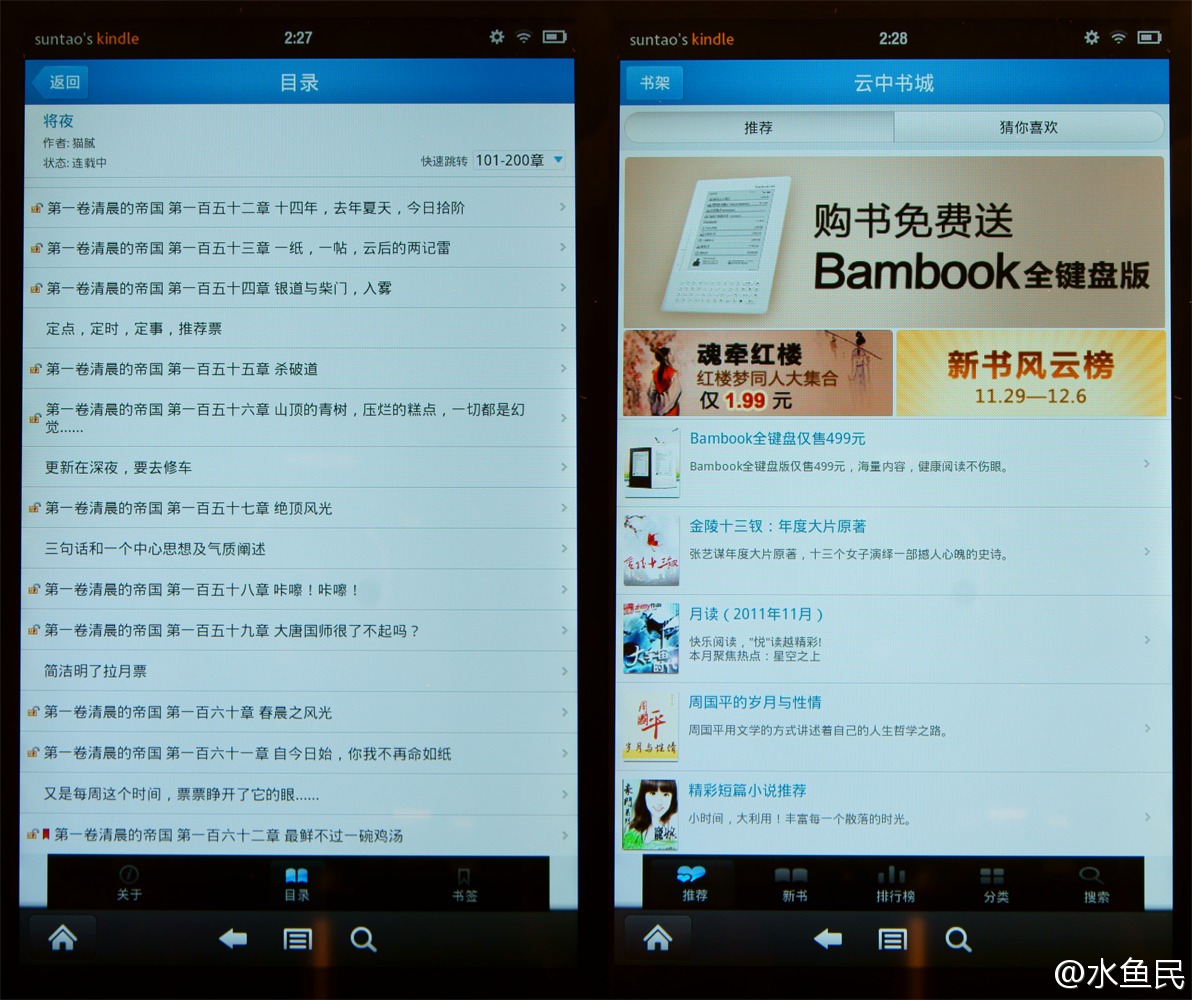 suntao's kindle
2:27
返回
目录
将夜
作者: 猫腻
状态: 连载中
快速跳转 101-200章
第一卷清晨的帝国 第一百五十二章 十四年，去年夏天，今日拾阶
第一卷清晨的帝国 第一百五十三章 一纸，一帖，云后的两记雷
第一卷清晨的帝国 第一百五十四章 银道与柴门，入雾
定点，定时，定事，推荐票
第一卷清晨的帝国 第一百五十五章 杀破道
第一卷清晨的帝国 第一百五十六章 山顶的青树，压烂的糕点，一切都是幻
觉......
更新在深夜，要去修车
第一卷清晨的帝国 第一百五十七章 绝顶风光
三句话和一个中心思想及气质阐述
第一卷清晨的帝国 第一百五十八章 咔嚓！咔嚓！
第一卷清晨的帝国 第一百五十九章 大唐国师很了不起吗？
简洁明了拉月票
第一卷清晨的帝国 第一百六十章 春晨之风光
第一卷清晨的帝国 第一百六十一章 自今日始，你我不再命如纸
又是每周这个时间，票票睁开了它的眼......
第一卷清晨的帝国 第一百六十二章 最鲜不过一碗鸡汤
关于
目录
书签
suntao's kindle
2:28
书架
云中书城
推荐
猜你喜欢
购书免费送
Bambook全键盘版
魂牵红楼
红楼梦同人大集合
仅 1.99 元
新书风云榜
11.29—12.6
Bambook全键盘仅售499元
Bambook全键盘版仅售499元，海量内容，健康阅读不伤眼。
金陵十三钗：年度大片原著
张艺谋年度大片原著，十三个女子演绎一部撼人心魄的史诗。
月读（2011年11月）
快乐阅读，"悦"读越精彩!
本月聚焦热点：星空之上
周国平的岁月与性情
周国平用文学的方式讲述着自己的人生哲学之路。
精彩短篇小说推荐
小时间，大利用！丰富每一个散落的时光。
推荐
新书
排行榜
分类
搜索
@水鱼民